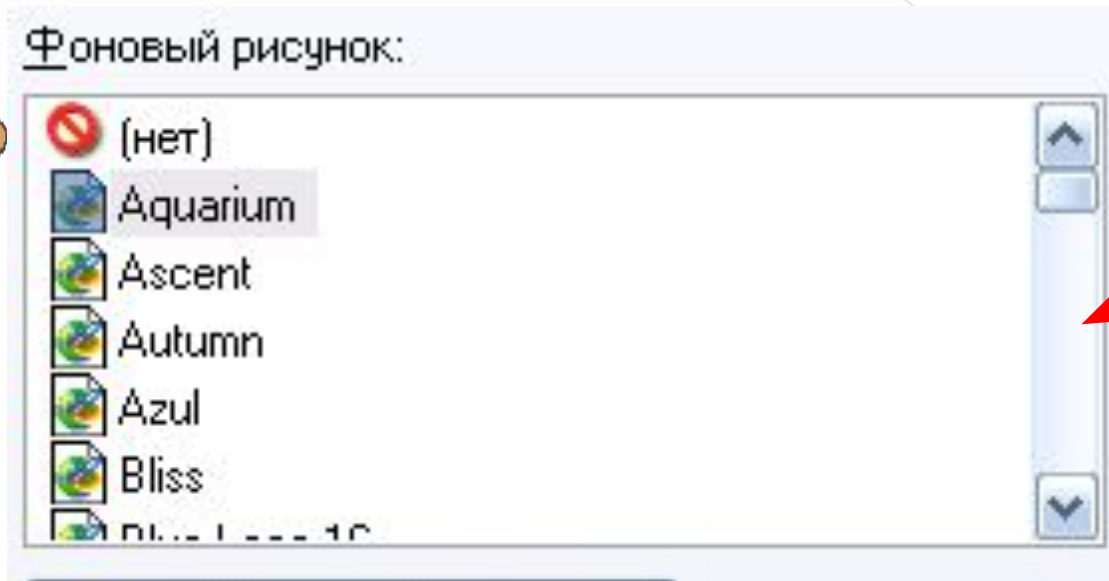 Фоновый рисунок:
(нет)
Aquarium
Ascent
Autumn
Azul
Bliss